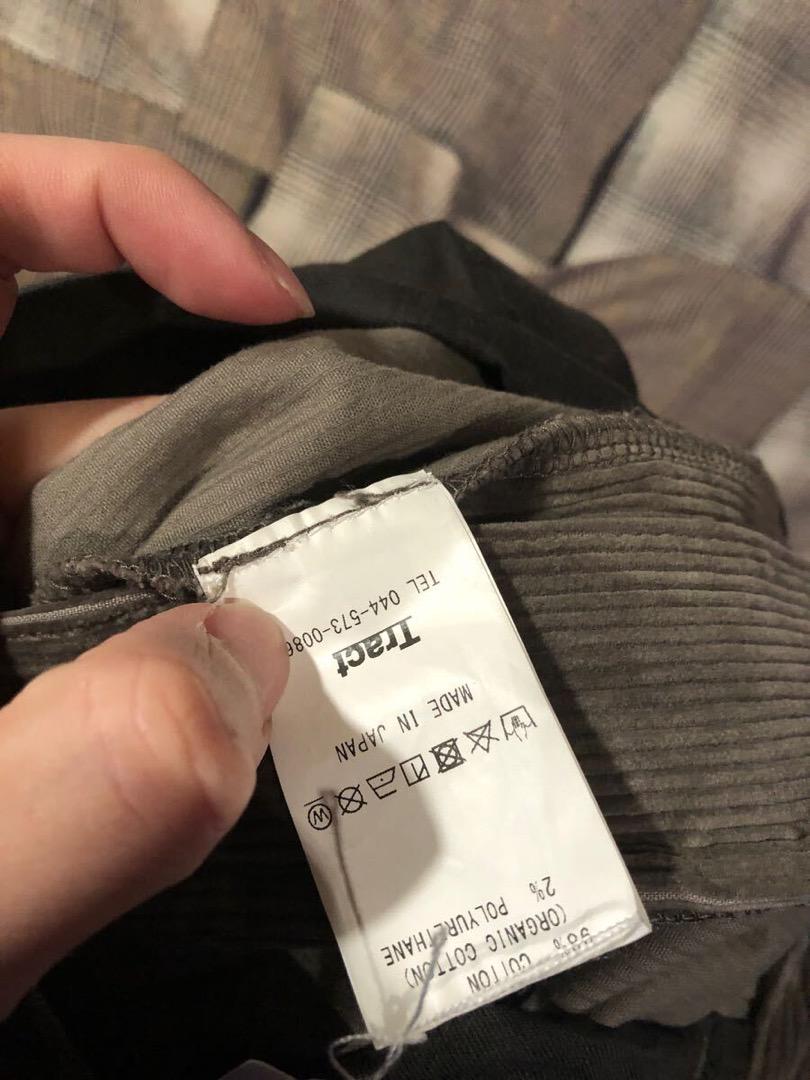 98% COTTON
(ORGANIC COTTON)
2% POLYURETHANE
W
MADE IN JAPAN
Tract
TEL 044-573-0086